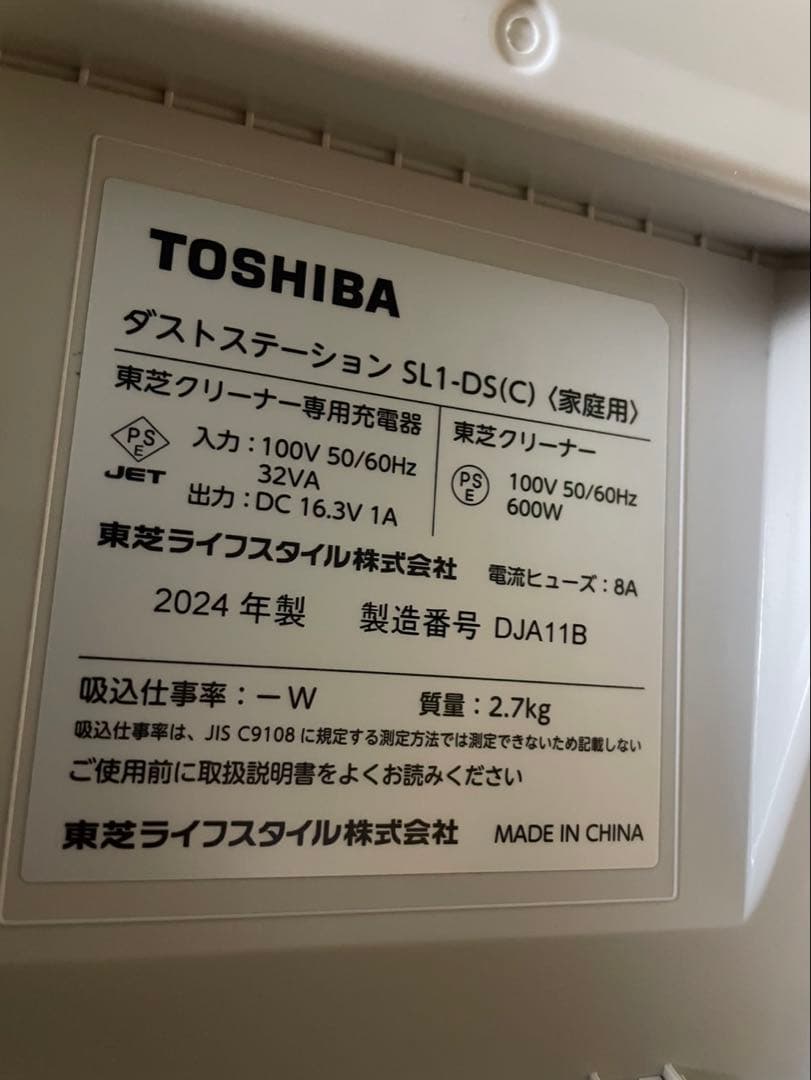 TOSHIBA
ダストステーション SL1-DS(C)〈家庭用〉
東芝クリーナー専用充電器
PSE
JET
入力：100V 50/60Hz
32VA
出力：DC 16.3V 1A
東芝クリーナー
PSE
100V 50/60Hz
600W
東芝ライフスタイル株式会社
電流ヒューズ：8A
2024 年製 製造番号 DJA11B
吸込仕事率：－W 質量：2.7kg
吸込仕事率は、JIS C9108 に規定する測定方法では測定できないため記載しない
ご使用前に取扱説明書をよくお読みください
東芝ライフスタイル株式会社 MADE IN CHINA